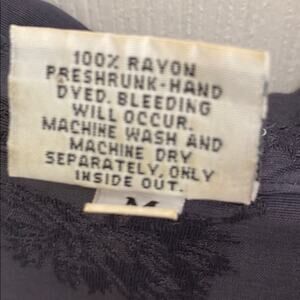 100% RAYON
PRESHRUNK-HAND
DYED. BLEEDING
WILL OCCUR.
MACHINE WASH AND
MACHINE DRY
SEPARATELY, ONLY
INSIDE OUT.
M